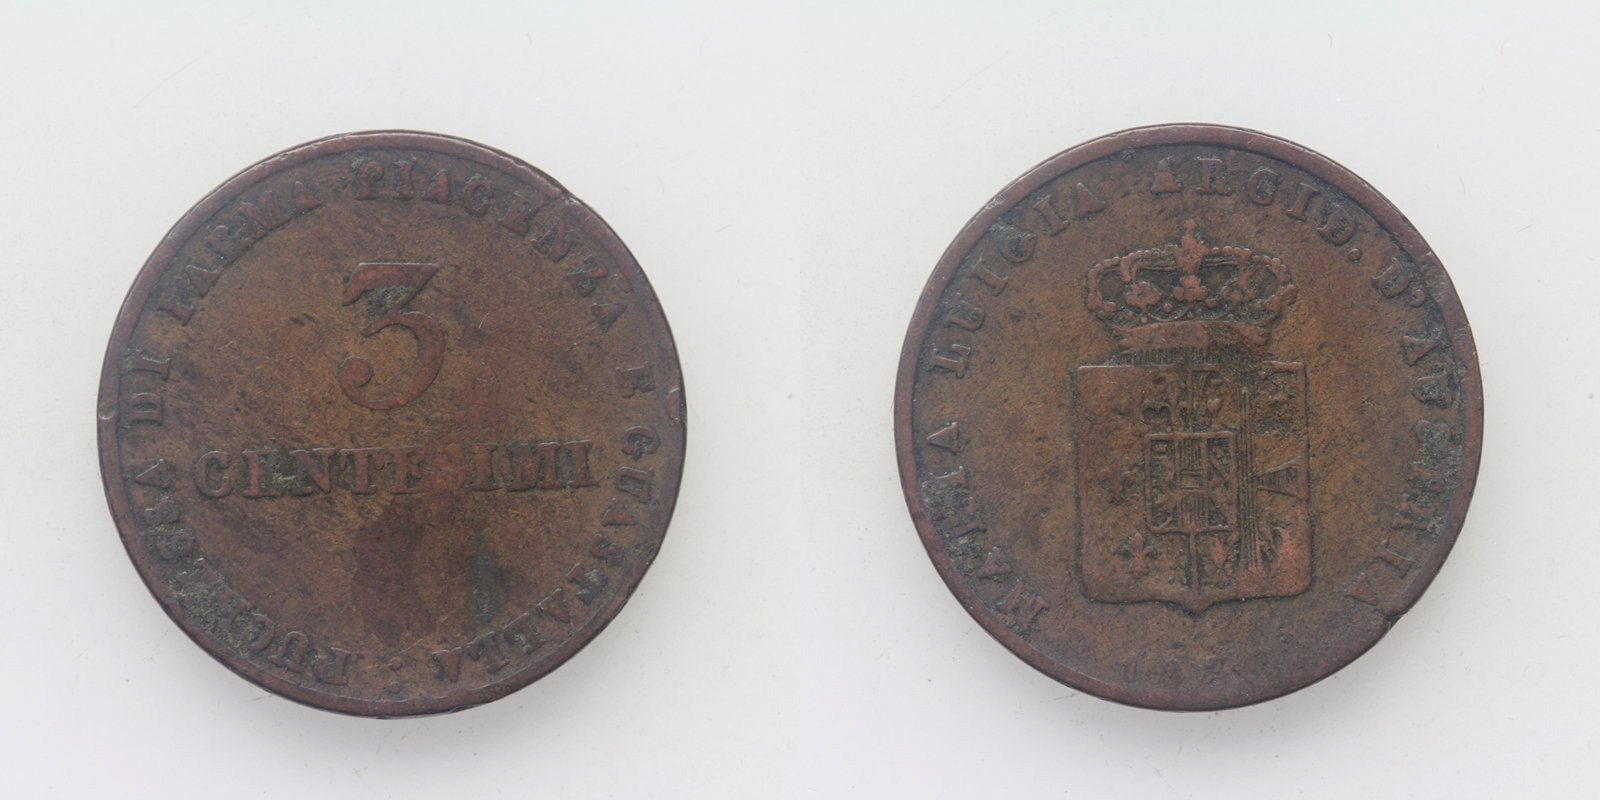 DUCHESSA DI PARMA PIACENZA E GUASTALLA :
3
CENTESIMI
MARIA LUIGIA ARCID. D'AUSTRIA